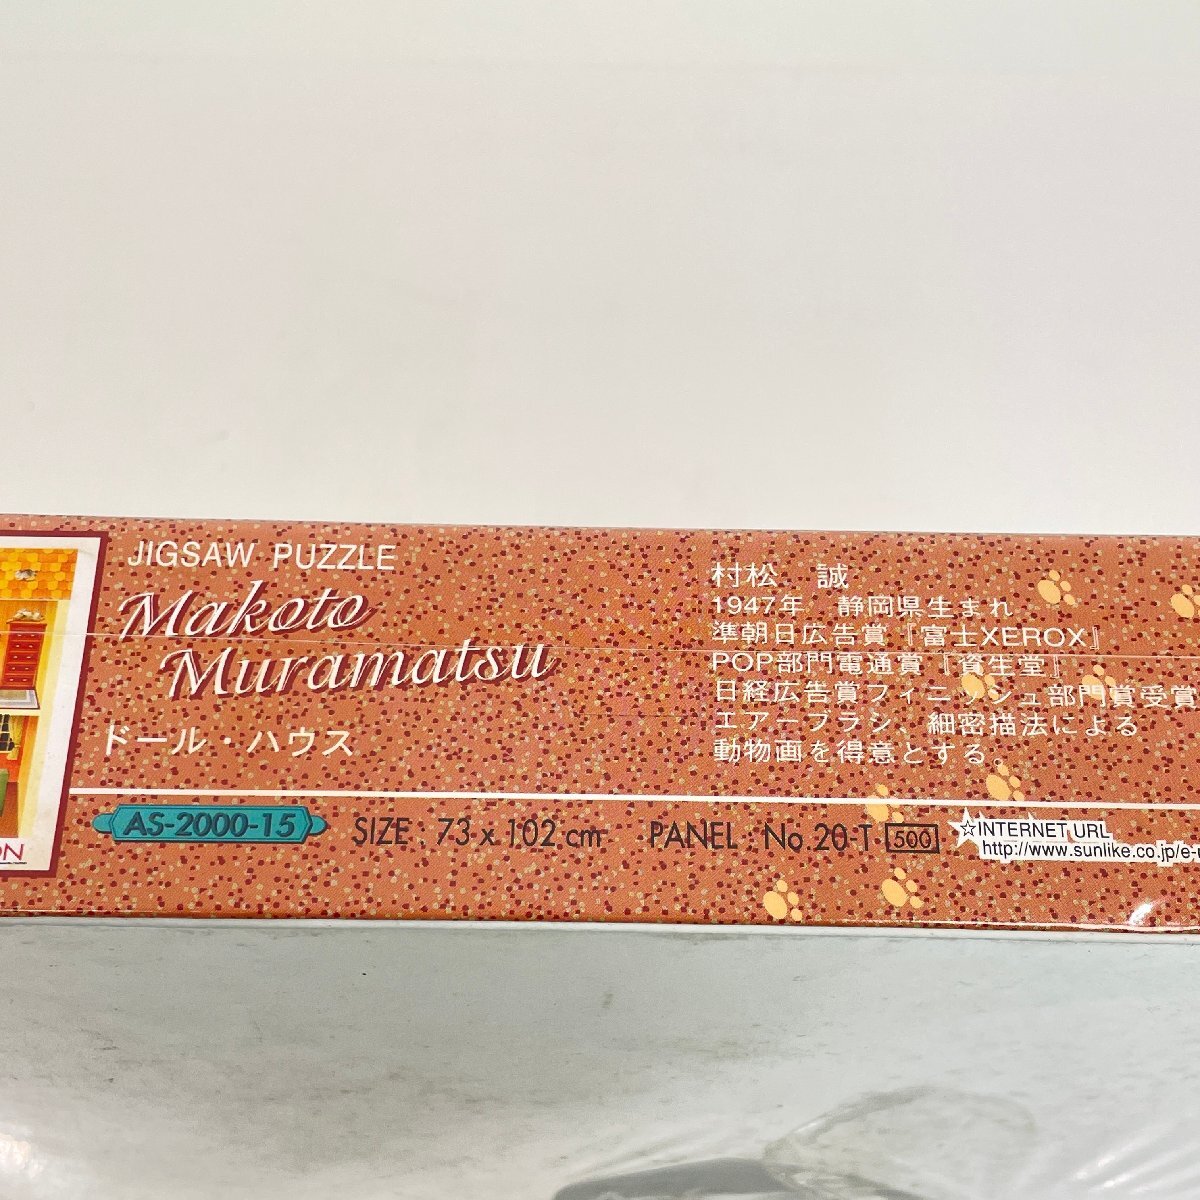 JIGSAW PUZZLE
Makoto
Muramatsu
ドール・ハウス
村松 誠
1947年 静岡県生まれ
準朝日広告賞『富士XEROX』
POP部門電通賞『資生堂』
日経広告賞フィニッシュ部門賞受賞
エアーブラシ、細密描法による
動物画を得意とする。
AS-2000-15 SIZE : 73 x 102 cm PANEL : No 20-T 500
☆INTERNET URL
http://www.sunlike.co.jp/e-
ON